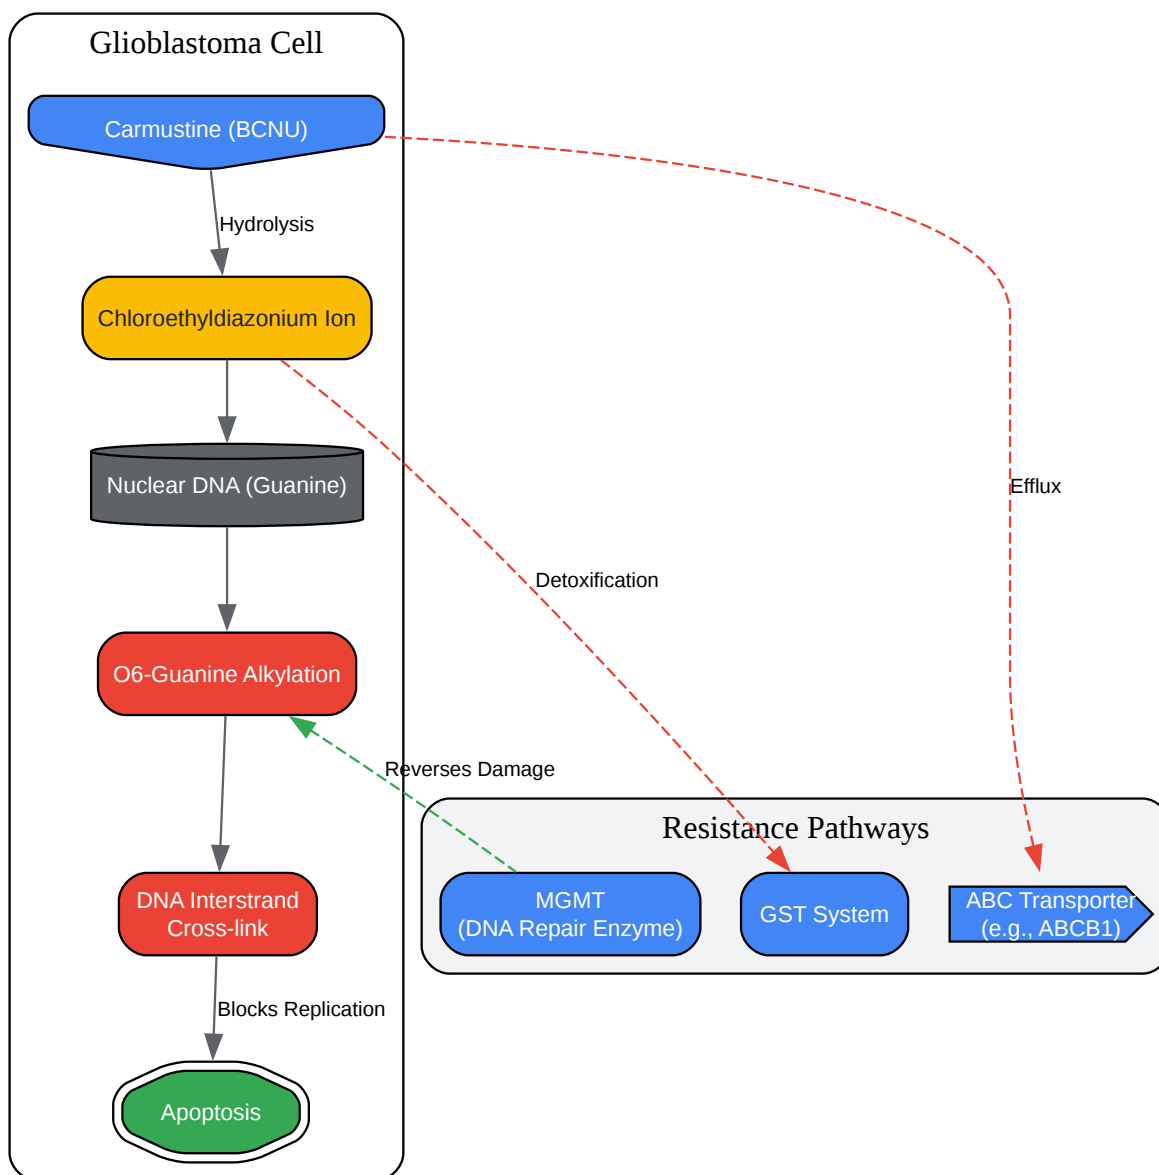 Glioblastoma Cell
Carmustine (BCNU)
Hydrolysis
Chloroethyldiazonium Ion
Nuclear DNA (Guanine)
Efflux
Detoxification
O6-Guanine Alkylation
Reverses Damage
Resistance Pathways
DNA Interstrand
Cross-link
MGMT
(DNA Repair Enzyme)
GST System
ABC Transporter
(e.g., ABCB1)
Blocks Replication
Apoptosis